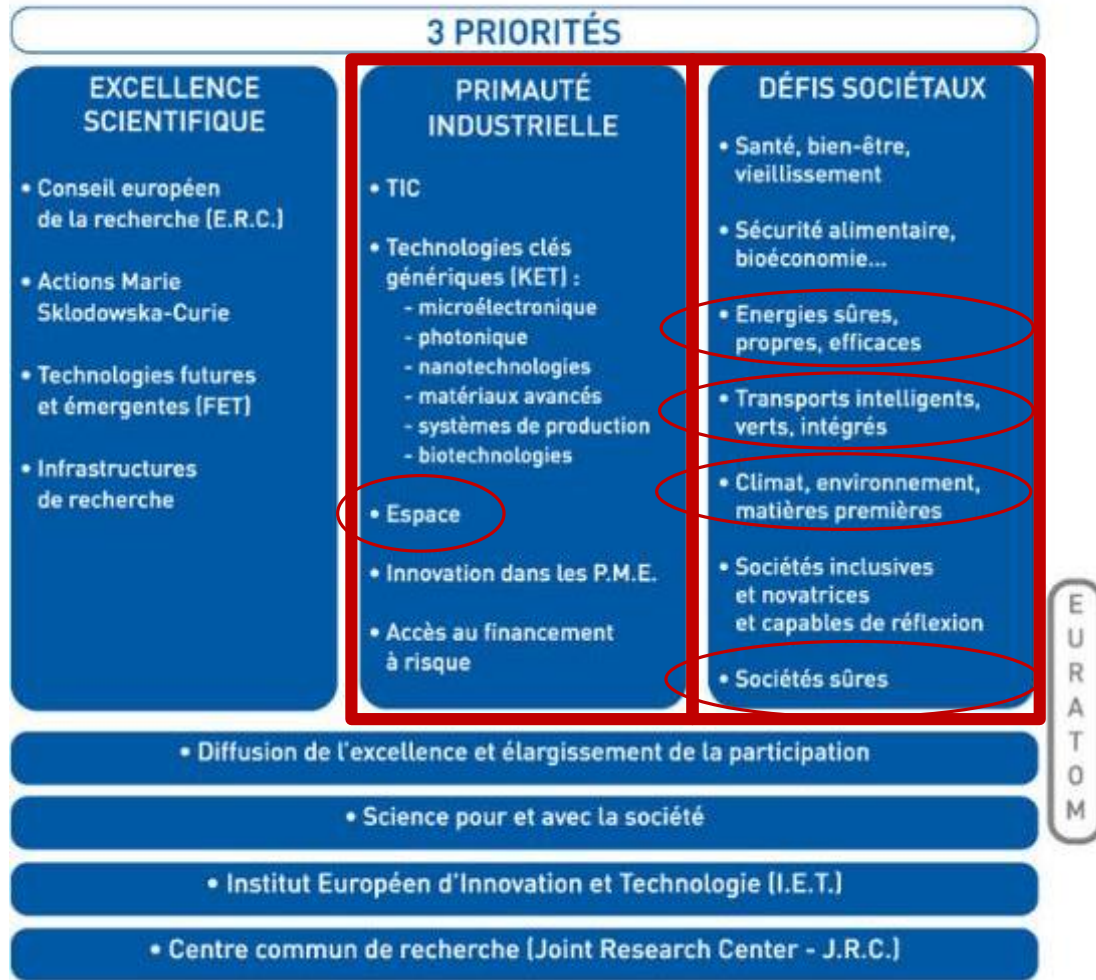 3 PRIORITÉS
EXCELLENCE
SCIENTIFIQUE
• Conseil européen
de la recherche (E.R.C.)
• Actions Marie
Sklodowska-Curie
• Technologies futures
et émergentes (FET)
• Infrastructures
de recherche
PRIMAUTÉ
INDUSTRIELLE
• TIC
• Technologies clés
génériques (KET) :
- microélectronique
- photonique
- nanotechnologies
- matériaux avancés
- systèmes de production
- biotechnologies
• Espace
• Innovation dans les P.M.E.
• Accès au financement
à risque
DÉFIS SOCIÉTAUX
• Santé, bien-être,
vieillissement
• Sécurité alimentaire,
bioéconomie...
• Energies sûres,
propres, efficaces
• Transports intelligents,
verts, intégrés
• Climat, environnement,
matières premières
• Sociétés inclusives
et novatrices
et capables de réflexion
• Sociétés sûres
EURATOM
• Diffusion de l'excellence et élargissement de la participation
• Science pour et avec la société
• Institut Européen d'Innovation et Technologie (I.E.T.)
• Centre commun de recherche (Joint Research Center - J.R.C.)